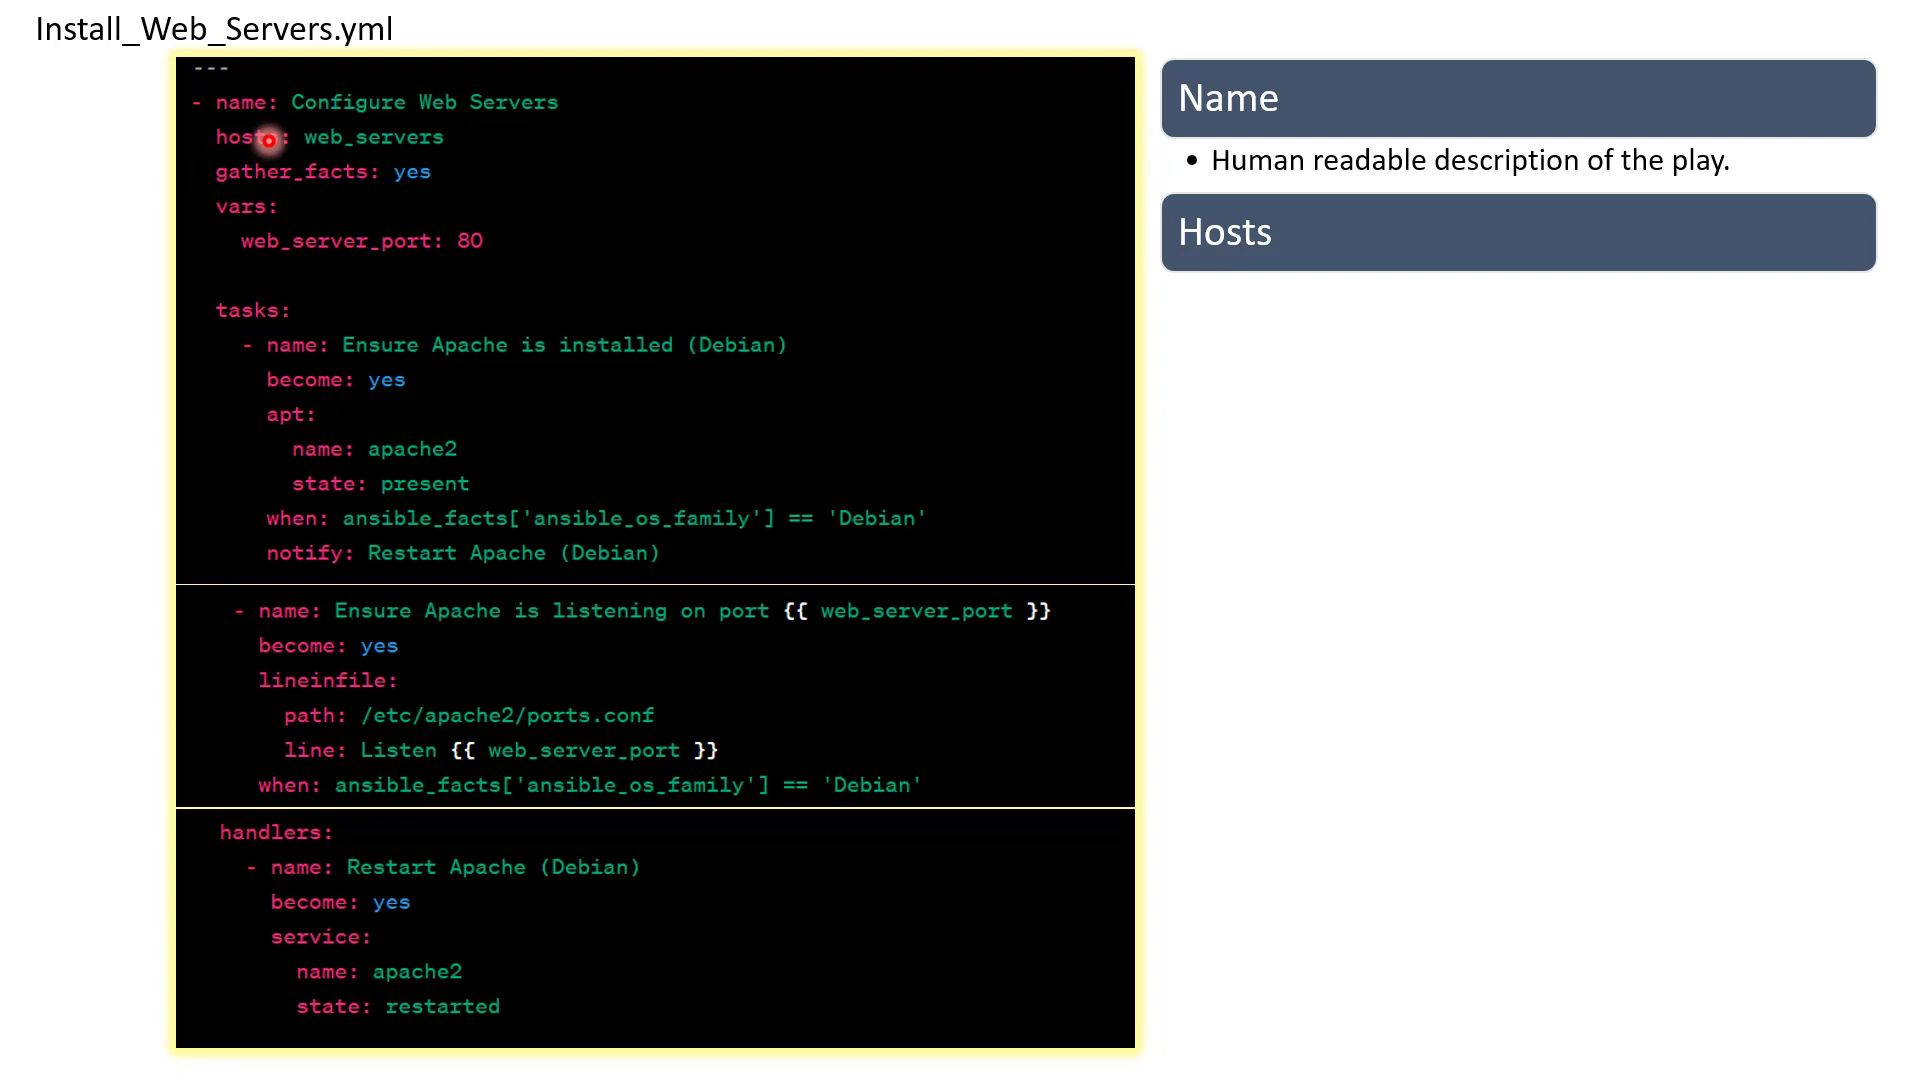 Install_Web_Servers.yml
---
- name: Configure Web Servers
hosts: web_servers
gather_facts: yes
vars:
web_server_port: 80
tasks:
- name: Ensure Apache is installed (Debian)
become: yes
apt:
name: apache2
state: present
when: ansible_facts['ansible_os_family'] == 'Debian'
notify: Restart Apache (Debian)
- name: Ensure Apache is listening on port {{ web_server_port }}
become: yes
lineinfile:
path: /etc/apache2/ports.conf
line: Listen {{ web_server_port }}
when: ansible_facts['ansible_os_family'] == 'Debian'
handlers:
- name: Restart Apache (Debian)
become: yes
service:
name: apache2
state: restarted
Name
• Human readable description of the play.
Hosts